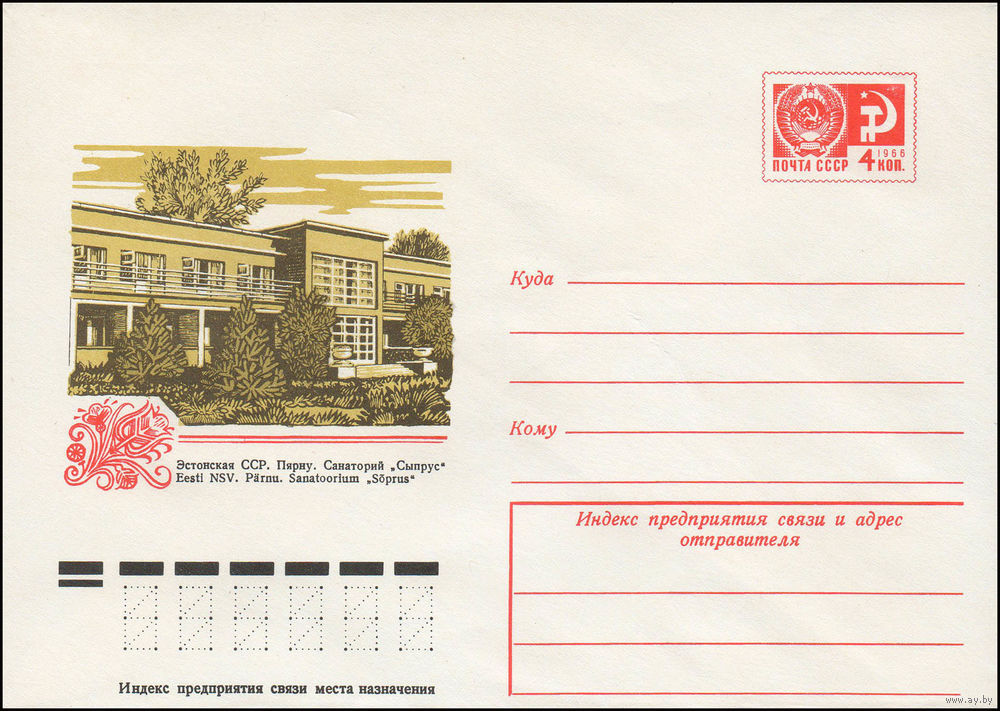 ПОЧТА СССР
1966
4 КОП.
Куда
Кому
Эстонская ССР. Пярну. Санаторий „Сыпрус“
Eesti NSV. Pärnu. Sanatoorium „Sõprus“
Индекс предприятия связи и адрес
отправителя
Индекс предприятия связи места назначения
www.ay.by